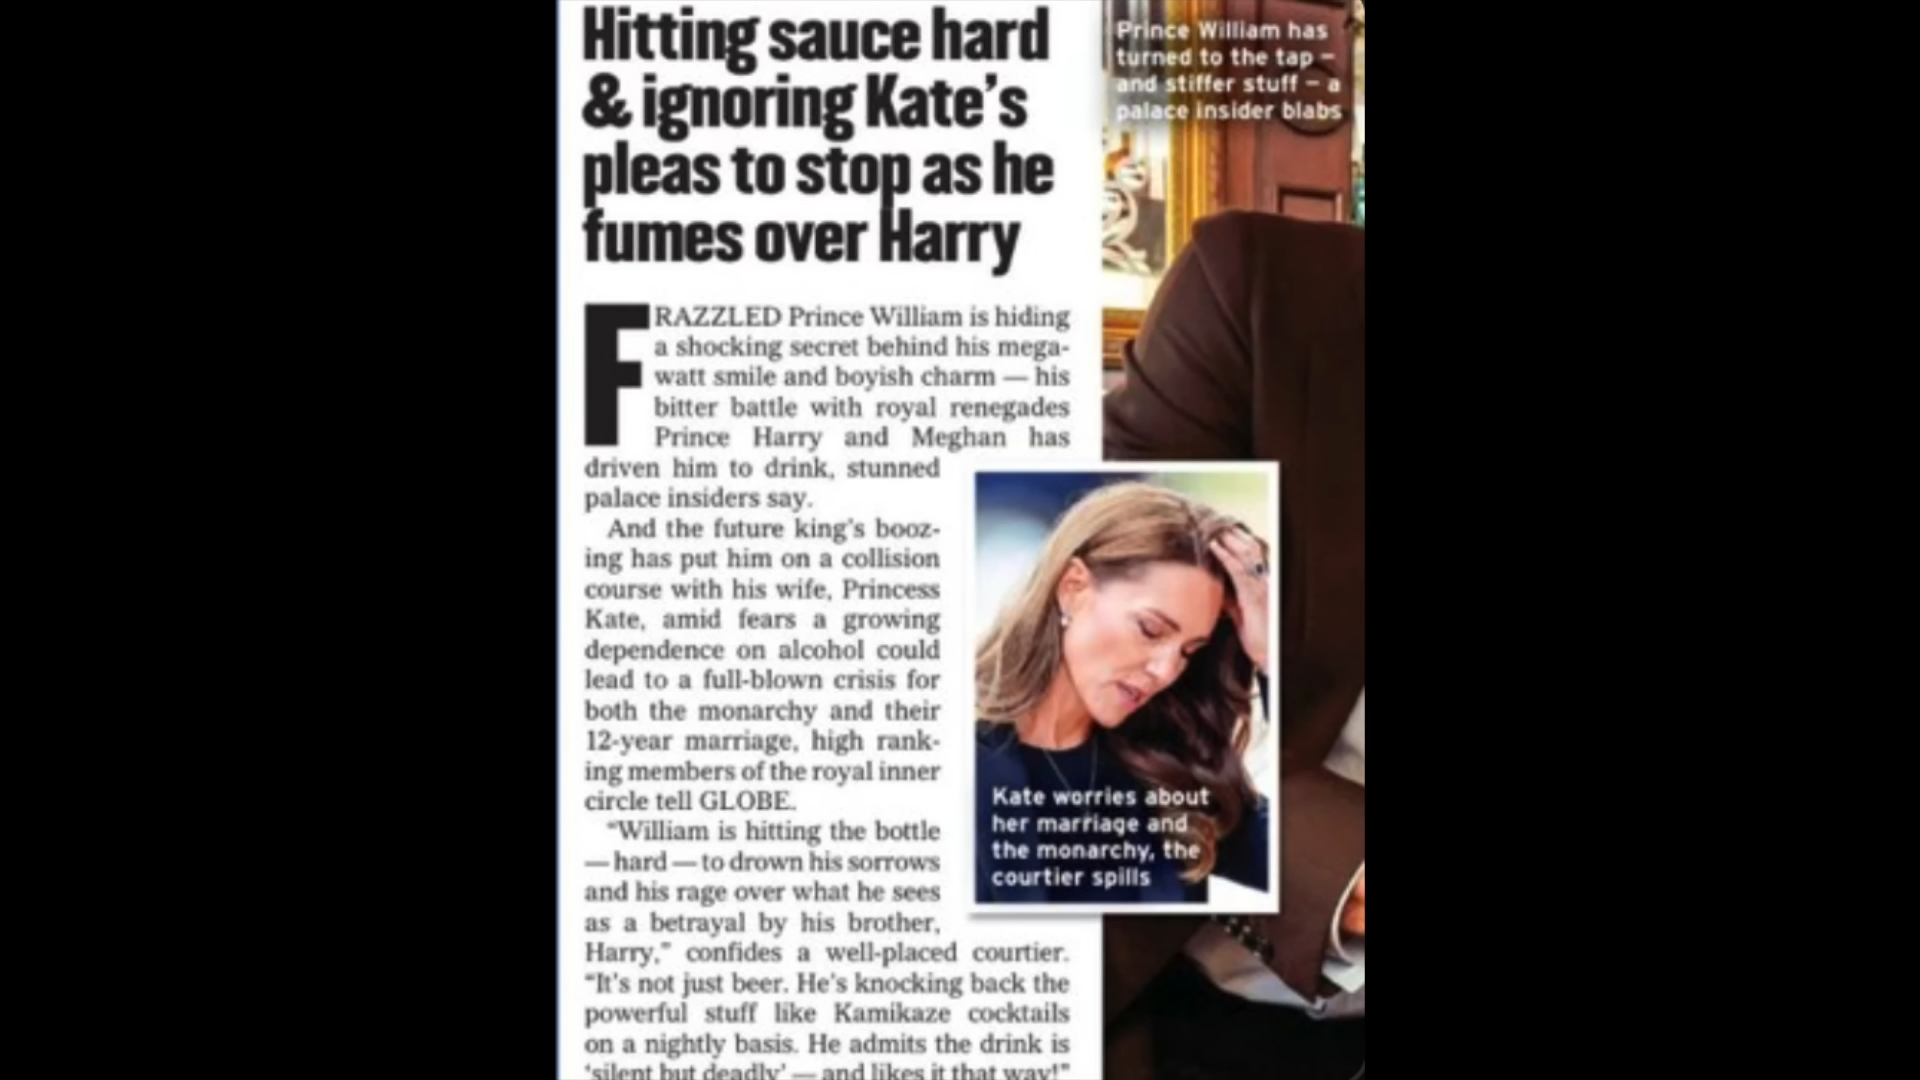 Hitting sauce hard
& ignoring Kate's
pleas to stop as he
fumes over Harry
Prince William has
turned to the tap –
and stiffer stuff – a
palace insider blabs
FRAZZLED Prince William is hiding
a shocking secret behind his mega-
watt smile and boyish charm — his
bitter battle with royal renegades
Prince Harry and Meghan has
driven him to drink, stunned
palace insiders say.
And the future king's booz-
ing has put him on a collision
course with his wife, Princess
Kate, amid fears a growing
dependence on alcohol could
lead to a full-blown crisis for
both the monarchy and their
12-year marriage, high rank-
ing members of the royal inner
circle tell GLOBE.
"William is hitting the bottle
— hard — to drown his sorrows
and his rage over what he sees
as a betrayal by his brother,
Harry," confides a well-placed courtier.
"It's not just beer. He's knocking back the
powerful stuff like Kamikaze cocktails
on a nightly basis. He admits the drink is
'silent but deadly' — and likes it that way!"
Kate worries about
her marriage and
the monarchy, the
courtier spills